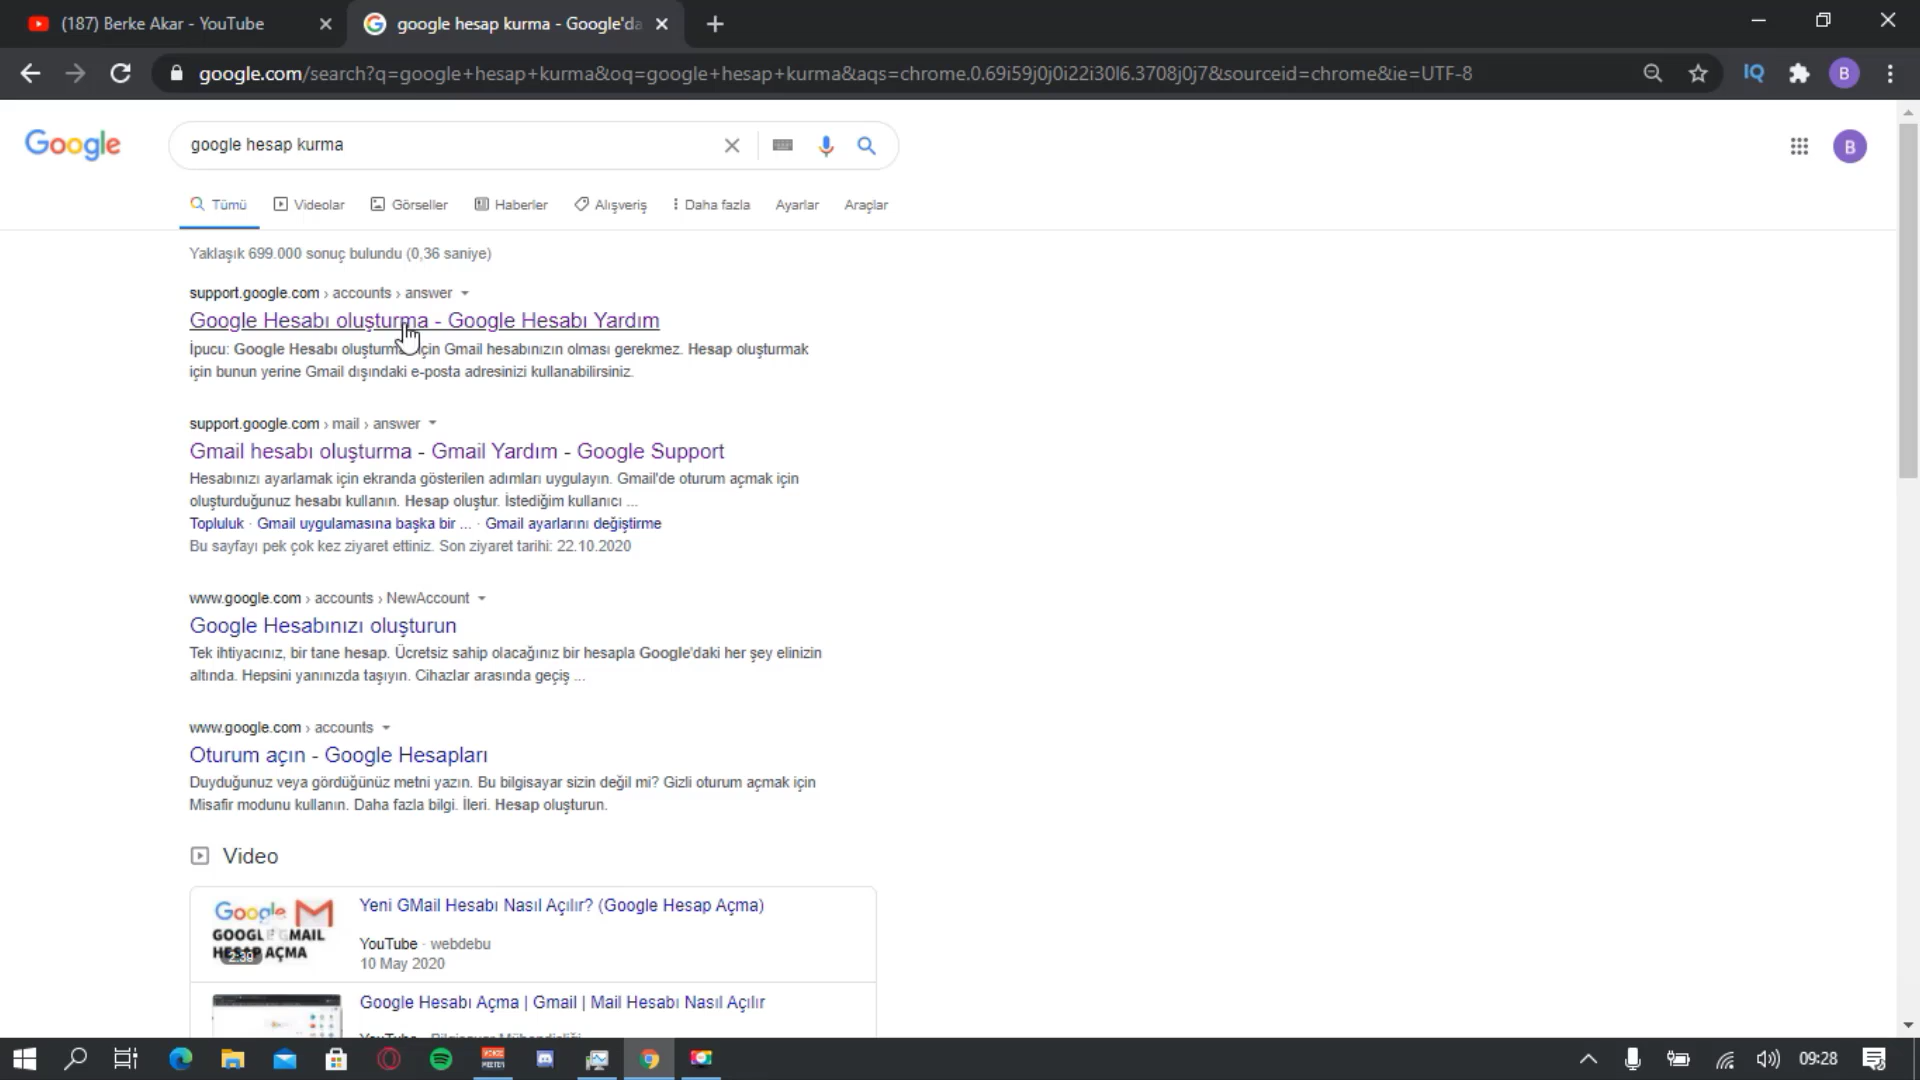 (187) Berke Akar - YouTube
google hesap kurma - Google'da
google.com/search?q=google+hesap+kurma&oq=google+hesap+kurma&aqs=chrome.0.69i59j0j0i22i30l6.3708j0j7&sourceid=chrome&ie=UTF-8
IQ
B
Google
google hesap kurma
B
Tümü
Videolar
Görseller
Haberler
Alışveriş
Daha fazla
Ayarlar
Araçlar
Yaklaşık 699.000 sonuç bulundu (0,36 saniye)
support.google.com › accounts › answer
Google Hesabı oluşturma - Google Hesabı Yardım
İpucu: Google Hesabı oluşturma için Gmail hesabınızın olması gerekmez. Hesap oluşturmak
için bunun yerine Gmail dışındaki e-posta adresinizi kullanabilirsiniz.
support.google.com › mail › answer
Gmail hesabı oluşturma - Gmail Yardım - Google Support
Hesabınızı ayarlamak için ekranda gösterilen adımları uygulayın. Gmail'de oturum açmak için
oluşturduğunuz hesabı kullanın. Hesap oluştur. İstediğim kullanıcı ...
Topluluk · Gmail uygulamasına başka bir ... · Gmail ayarlarını değiştirme
Bu sayfayı pek çok kez ziyaret ettiniz. Son ziyaret tarihi: 22.10.2020
www.google.com › accounts › NewAccount
Google Hesabınızı oluşturun
Tek ihtiyacınız, bir tane hesap. Ücretsiz sahip olacağınız bir hesapla Google'daki her şey elinizin
altında. Hepsini yanınızda taşıyın. Cihazlar arasında geçiş ...
www.google.com › accounts
Oturum açın - Google Hesapları
Duyduğunuz veya gördüğünüz metni yazın. Bu bilgisayar sizin değil mi? Gizli oturum açmak için
Misafir modunu kullanın. Daha fazla bilgi. İleri. Hesap oluşturun.
Video
Google
GOOGLE GMAIL
HESAP AÇMA
2:39
Yeni GMail Hesabı Nasıl Açılır? (Google Hesap Açma)
YouTube · webdebu
10 May 2020
Google Hesabı Açma | Gmail | Mail Hesabı Nasıl Açılır
YouTube · Bilgisayar Mühendisliği
09:28